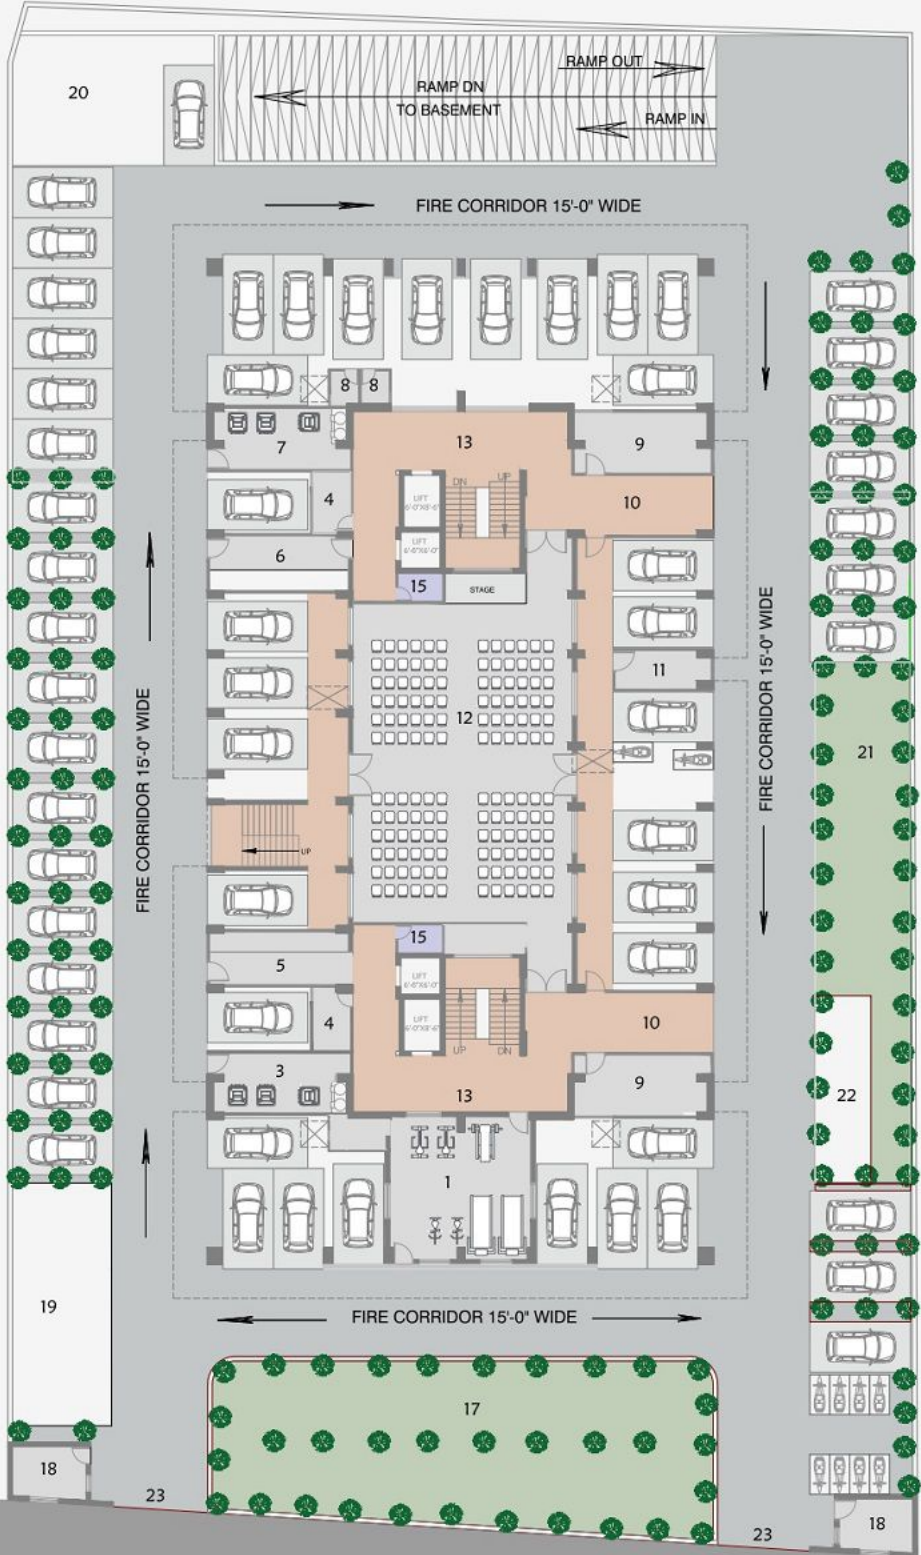 RAMP OUT
20
RAMP DN
TO BASEMENT
RAMP IN
FIRE CORRIDOR 15'-0" WIDE
8 8
13
7
9
DN
UP
LIFT
4
10
6
LIFT
15
STAGE
FIRE CORRIDOR 15'-0" WIDE
11
12
FIRE CORRIDOR 15'-0" WIDE
21
UP
15
5
LIFT
LIFT
4
10
UP
DN
3
9
13
22
1
19
FIRE CORRIDOR 15'-0" WIDE
17
18
23
18
23